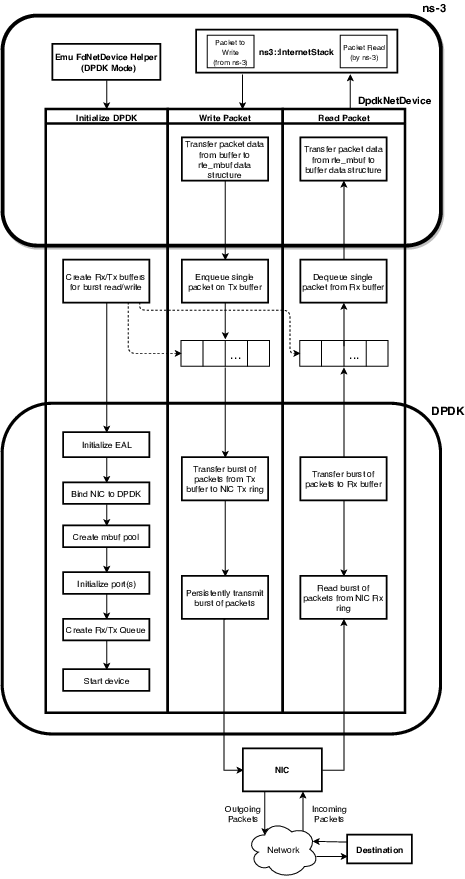 ns-3
Emu FdNetDevice Helper
(DPDK Mode)
Packet to
Write
(from ns-3)
ns3::InternetStack
Packet Read
(by ns-3)
DpdkNetDevice
Initialize DPDK
Write Packet
Read Packet
Transfer packet data
from buffer to
rte_mbuf data
structure
Transfer packet data
from rte_mbuf to
buffer data structure
Create Rx/Tx buffers
for burst read/write
Enqueue single
packet on Tx buffer
Dequeue single
packet from Rx buffer
...
...
DPDK
Initialize EAL
Bind NIC to DPDK
Create mbuf pool
Initialize port(s)
Create Rx/Tx Queue
Start device
Transfer burst of
packets from Tx
buffer to NIC Tx ring
Persistently transmit
burst of packets
Transfer burst of
packets to Rx buffer
Read burst of
packets from NIC Rx
ring
NIC
Outgoing
Packets
Incoming
Packets
Network
Destination